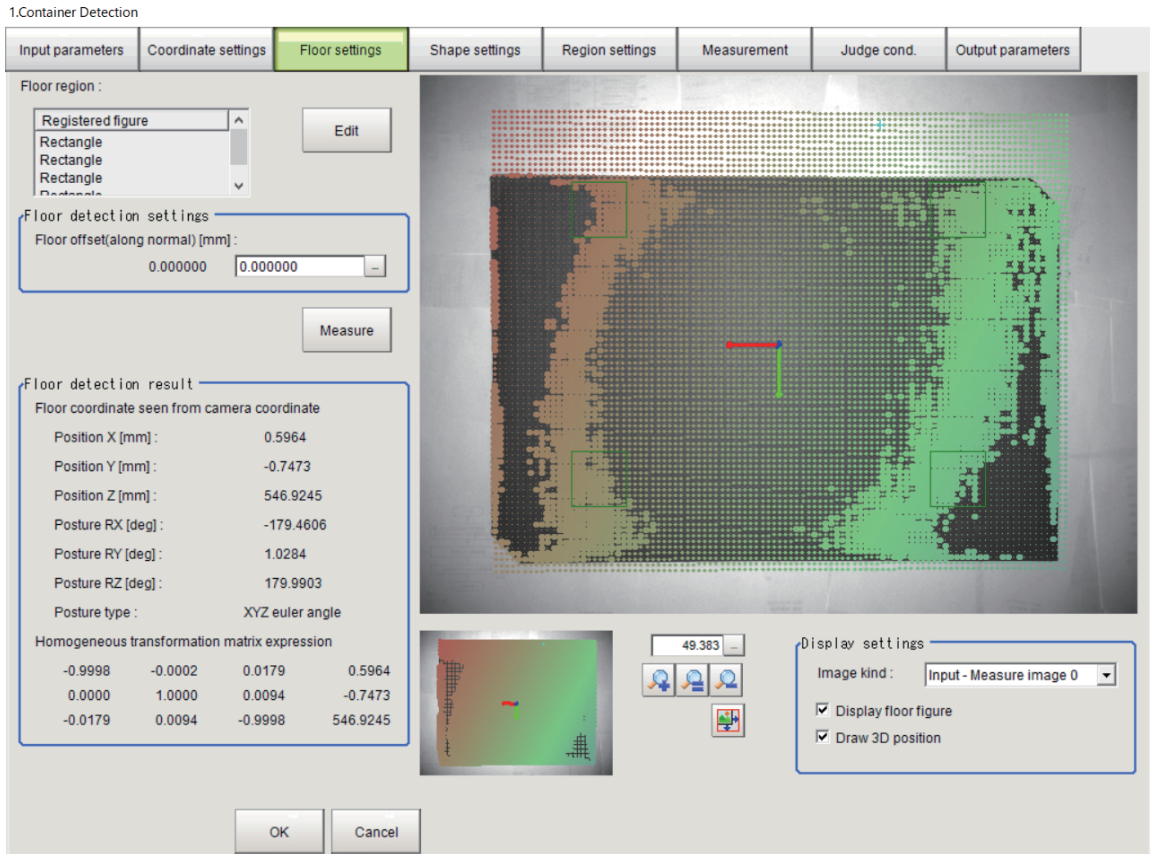 1.Container Detection
Input parameters Coordinate settings Floor settings Shape settings Region settings Measurement Judge cond. Output parameters
Floor region :
Registered figure
Rectangle
Rectangle
Rectangle
Rectangle
Edit
Floor detection settings
Floor offset(along normal) [mm] :
0.000000 0.000000 ...
Measure
Floor detection result
Floor coordinate seen from camera coordinate
Position X [mm] : 0.5964
Position Y [mm] : -0.7473
Position Z [mm] : 546.9245
Posture RX [deg] : -179.4606
Posture RY [deg] : 1.0284
Posture RZ [deg] : 179.9903
Posture type : XYZ euler angle
Homogeneous transformation matrix expression
-0.9998 -0.0002 0.0179 0.5964
0.0000 1.0000 0.0094 -0.7473
-0.0179 0.0094 -0.9998 546.9245
49.383 ...
Display settings
Image kind : Input - Measure image 0
Display floor figure
Draw 3D position
OK Cancel